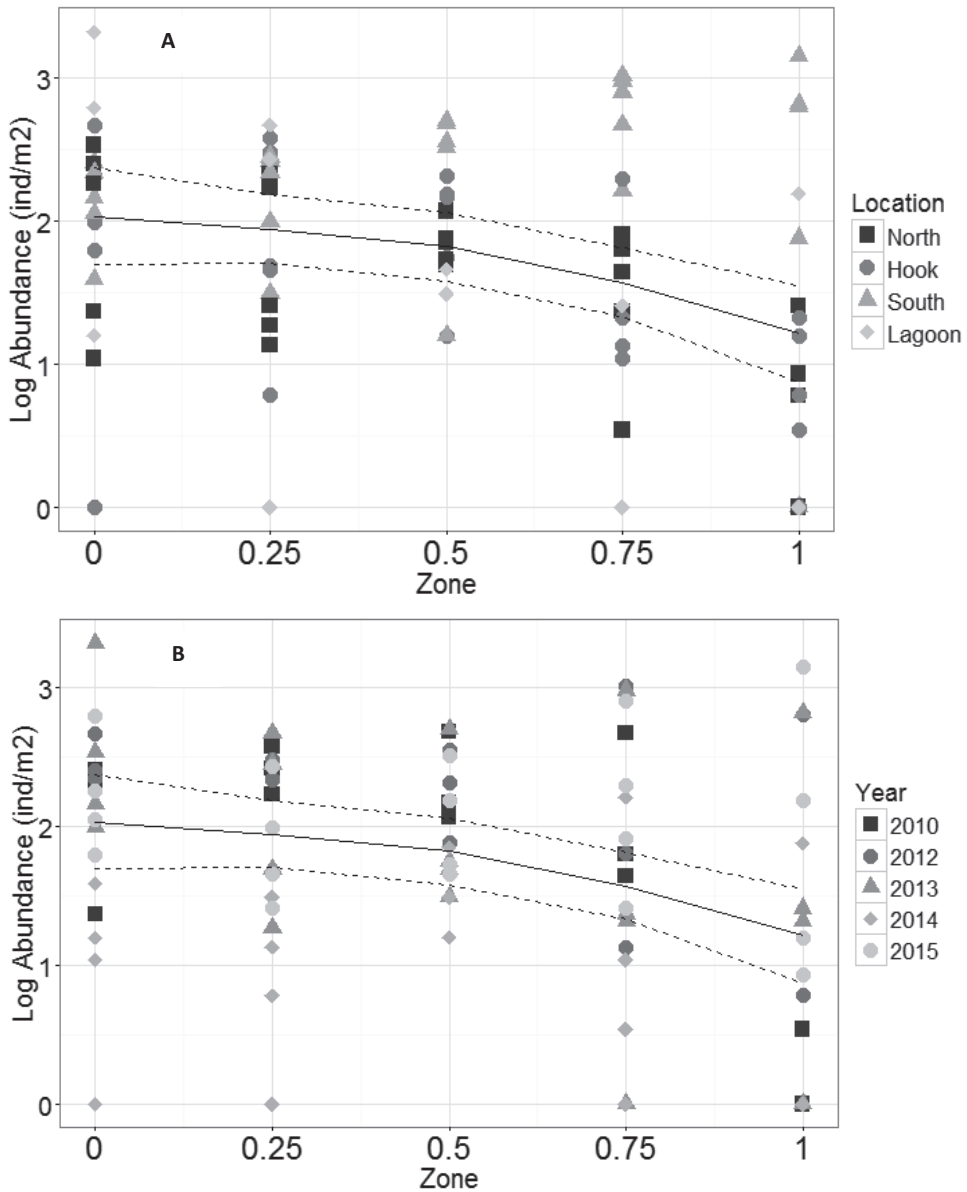 A
Log Abundance (ind/m2)
3
2
1
0
0 0.25 0.5 0.75 1
Zone
Location
North
Hook
South
Lagoon
B
Log Abundance (ind/m2)
3
2
1
0
0 0.25 0.5 0.75 1
Zone
Year
2010
2012
2013
2014
2015